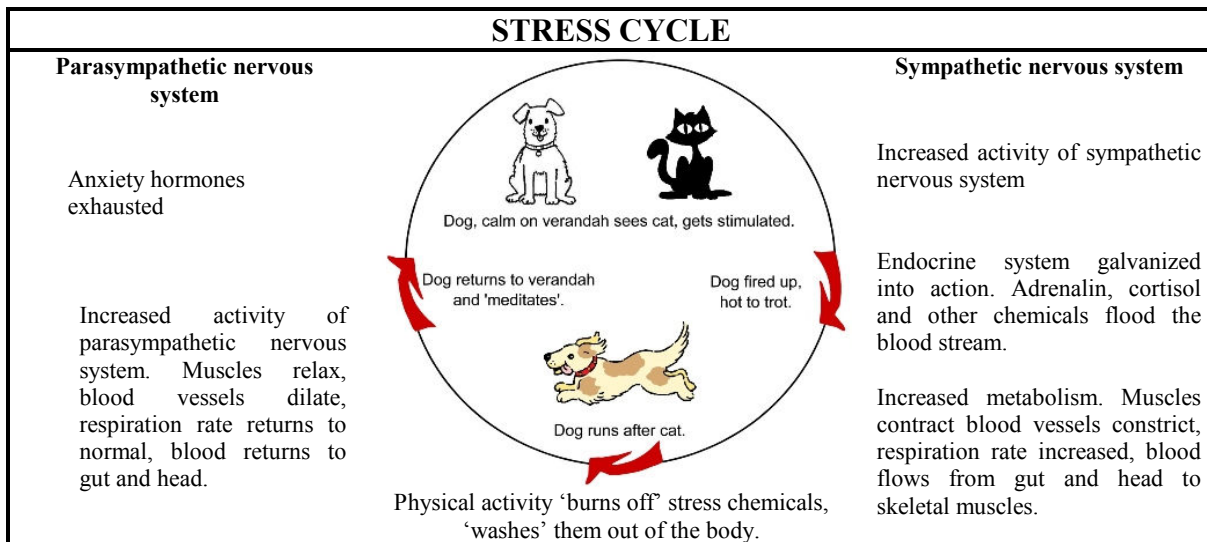 STRESS CYCLE
Parasympathetic nervous
system
Anxiety hormones
exhausted
Increased activity of
parasympathetic nervous
system. Muscles relax,
blood vessels dilate,
respiration rate returns to
normal, blood returns to
gut and head.
Dog, calm on verandah sees cat, gets stimulated.
Dog returns to verandah
and 'meditates'.
Dog fired up,
hot to trot.
Dog runs after cat.
Physical activity ‘burns off’ stress chemicals,
‘washes’ them out of the body.
Sympathetic nervous system
Increased activity of sympathetic
nervous system
Endocrine system galvanized
into action. Adrenalin, cortisol
and other chemicals flood the
blood stream.
Increased metabolism. Muscles
contract blood vessels constrict,
respiration rate increased, blood
flows from gut and head to
skeletal muscles.